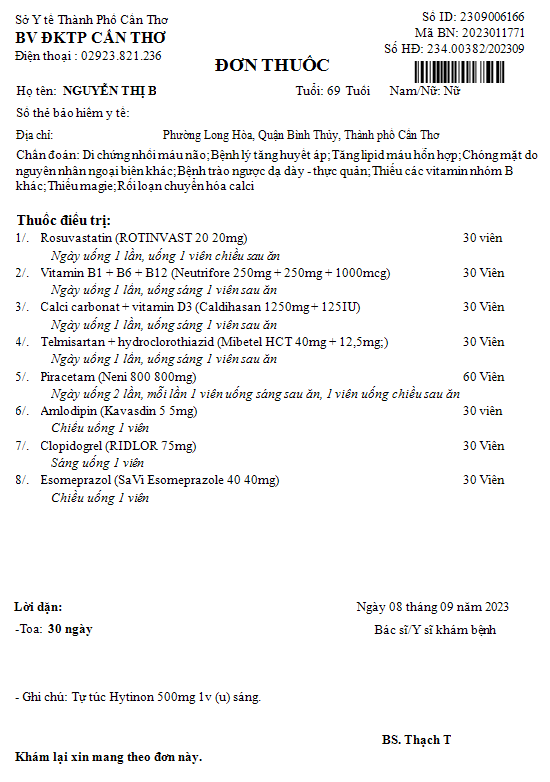 Sở Y tế Thành Phố Cần Thơ
Số ID: 2309006166
BV ĐKTP CẦN THƠ
Mã BN: 2023011771
Điện thoại : 02923.821.236
Số HĐ: 234.00382/202309
ĐƠN THUỐC
Họ tên: NGUYỄN THỊ B Tuổi: 69 Tuổi Nam/Nữ: Nữ
Số thẻ bảo hiểm y tế:
Địa chỉ: Phường Long Hòa, Quận Bình Thủy, Thành phố Cần Thơ
Chẩn đoán: Di chứng nhồi máu não;Bệnh lý tăng huyết áp;Tăng lipid máu hỗn hợp;Chóng mặt do
nguyên nhân ngoại biên khác;Bệnh trào ngược dạ dày - thực quản;Thiếu các vitamin nhóm B
khác;Thiếu magie;Rối loạn chuyển hóa calci
Thuốc điều trị:
1/. Rosuvastatin (ROTINVAST 20 20mg) 30 viên
Ngày uống 1 lần, uống 1 viên chiều sau ăn
2/. Vitamin B1 + B6 + B12 (Neutrifore 250mg + 250mg + 1000mcg) 30 Viên
Ngày uống 1 lần, uống sáng 1 viên sau ăn
3/. Calci carbonat + vitamin D3 (Caldihasan 1250mg + 125IU) 30 Viên
Ngày uống 1 lần, uống sáng 1 viên sau ăn
4/. Telmisartan + hydroclorothiazid (Mibetel HCT 40mg + 12,5mg;) 30 Viên
Ngày uống 1 lần, uống sáng 1 viên sau ăn
5/. Piracetam (Neni 800 800mg) 60 Viên
Ngày uống 2 lần, mỗi lần 1 viên uống sáng sau ăn, 1 viên uống chiều sau ăn
6/. Amlodipin (Kavasdin 5 5mg) 30 viên
Chiều uống 1 viên
7/. Clopidogrel (RIDLOR 75mg) 30 Viên
Sáng uống 1 viên
8/. Esomeprazol (SaVi Esomeprazole 40 40mg) 30 Viên
Chiều uống 1 viên
Lời dặn: Ngày 08 tháng 09 năm 2023
-Toa: 30 ngày Bác sĩ/Y sĩ khám bệnh
- Ghi chú: Tự túc Hytinon 500mg 1v (u) sáng.
BS. Thạch T
Khám lại xin mang theo đơn này.